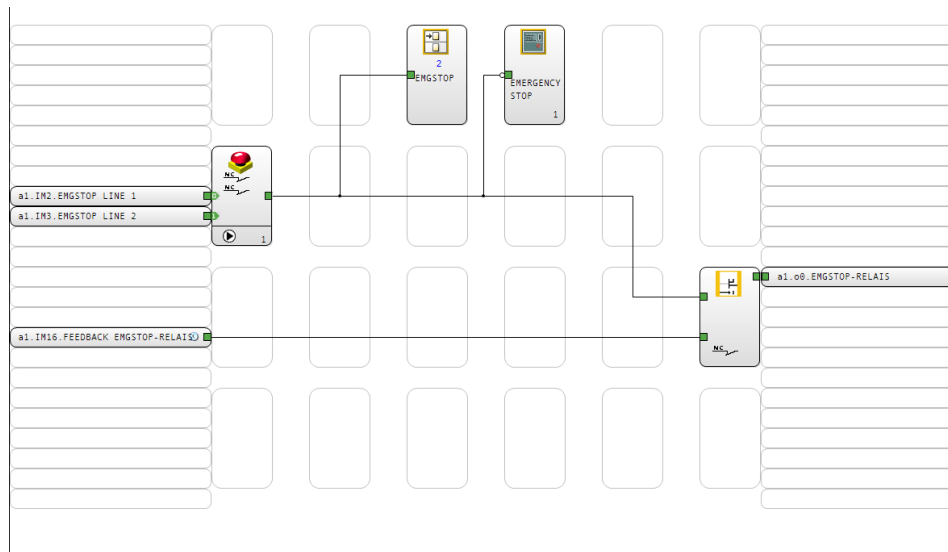 2
EMGSTOP
EMERGENCY
STOP
1
NC
NC
a1.IM2.EMGSTOP LINE 1
a1.IM3.EMGSTOP LINE 2
1
a1.o0.EMGSTOP-RELAIS
a1.IM16.FEEDBACK EMGSTOP-RELAIS
NC